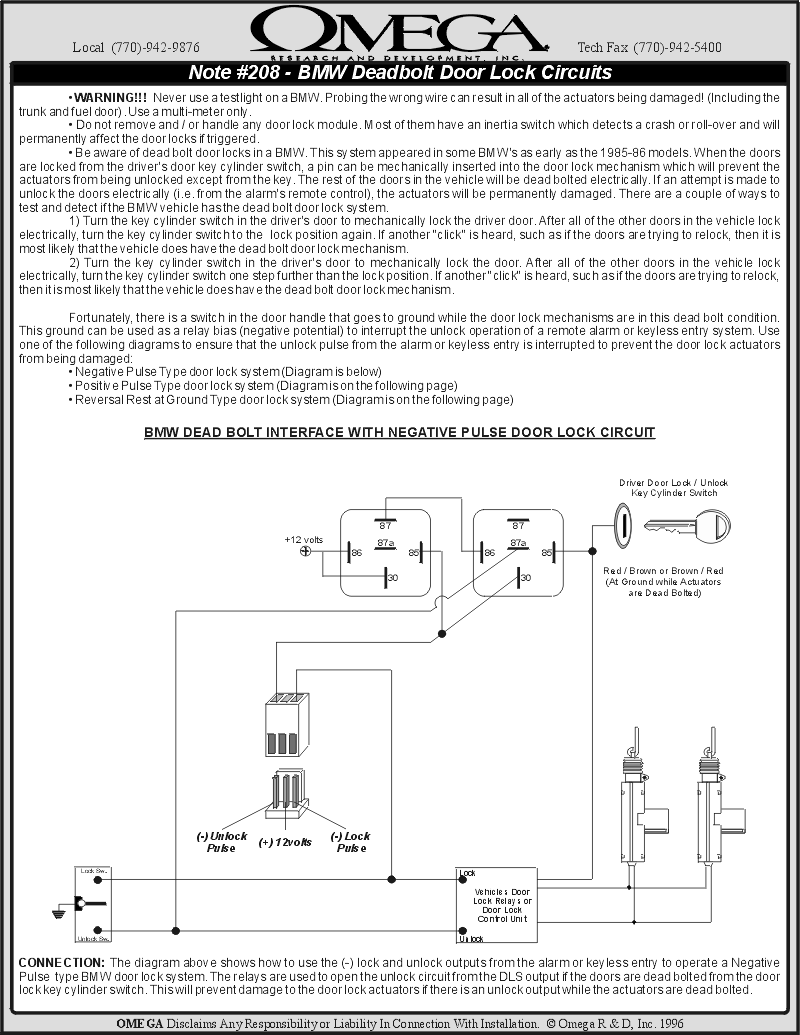 OMEGA
RESEARCH AND DEVELOPMENT, INC.
Local (770)-942-9876
Tech Fax (770)-942-5400
Note #208 - BMW Deadbolt Door Lock Circuits
•WARNING!!! Never use a testlight on a BMW. Probing the wrong wire can result in all of the actuators being damaged! (Including the
trunk and fuel door) . Use a multi-meter only.
• Do not remove and / or handle any door lock module. Most of them have an inertia switch which detects a crash or roll-over and will
permanently affect the door locks if triggered.
• Be aware of dead bolt door locks in a BMW. This system appeared in some BMW's as early as the 1985-86 models. When the doors
are locked from the driver's door key cylinder switch, a pin can be mechanically inserted into the door lock mechanism which will prevent the
actuators from being unlocked except from the key. The rest of the doors in the vehicle will be dead bolted electrically. If an attempt is made to
unlock the doors electrically (i.e. from the alarm's remote control), the actuators will be permanently damaged. There are a couple of ways to
test and detect if the BMW vehicle has the dead bolt door lock system.
1) Turn the key cylinder switch in the driver's door to mechanically lock the driver door. After all of the other doors in the vehicle lock
electrically, turn the key cylinder switch to the lock position again. If another "click" is heard, such as if the doors are trying to relock, then it is
most likely that the vehicle does have the dead bolt door lock mechanism.
2) Turn the key cylinder switch in the driver's door to mechanically lock the door. After all of the other doors in the vehicle lock
electrically, turn the key cylinder switch one step further than the lock position. If another "click" is heard, such as if the doors are trying to relock,
then it is most likely that the vehicle does have the dead bolt door lock mechanism.
Fortunately, there is a switch in the door handle that goes to ground while the door lock mechanisms are in this dead bolt condition.
This ground can be used as a relay bias (negative potential) to interrupt the unlock operation of a remote alarm or keyless entry system. Use
one of the following diagrams to ensure that the unlock pulse from the alarm or keyless entry is interrupted to prevent the door lock actuators
from being damaged:
• Negative Pulse Type door lock system (Diagram is below)
• Positive Pulse Type door lock system (Diagram is on the following page)
• Reversal Rest at Ground Type door lock system (Diagram is on the following page)
BMW DEAD BOLT INTERFACE WITH NEGATIVE PULSE DOOR LOCK CIRCUIT
Driver Door Lock / Unlock
Key Cylinder Switch
+12 volts
87
87a
86
85
30
87
87a
86
85
30
Red / Brown or Brown / Red
(At Ground while Actuators
are Dead Bolted)
(-) Unlock
Pulse
(+) 12volts
(-) Lock
Pulse
Lock Sw..
Unlock Sw..
Lock
Vehicles Door
Lock Relays or
Door Lock
Control Unit
Unlock
CONNECTION: The diagram above shows how to use the (-) lock and unlock outputs from the alarm or keyless entry to operate a Negative
Pulse type BMW door lock system. The relays are used to open the unlock circuit from the DLS output if the doors are dead bolted from the door
lock key cylinder switch. This will prevent damage to the door lock actuators if there is an unlock output while the actuators are dead bolted.
OMEGA Disclaims Any Responsibility or Liability In Connection With Installation. © Omega R & D, Inc. 1996